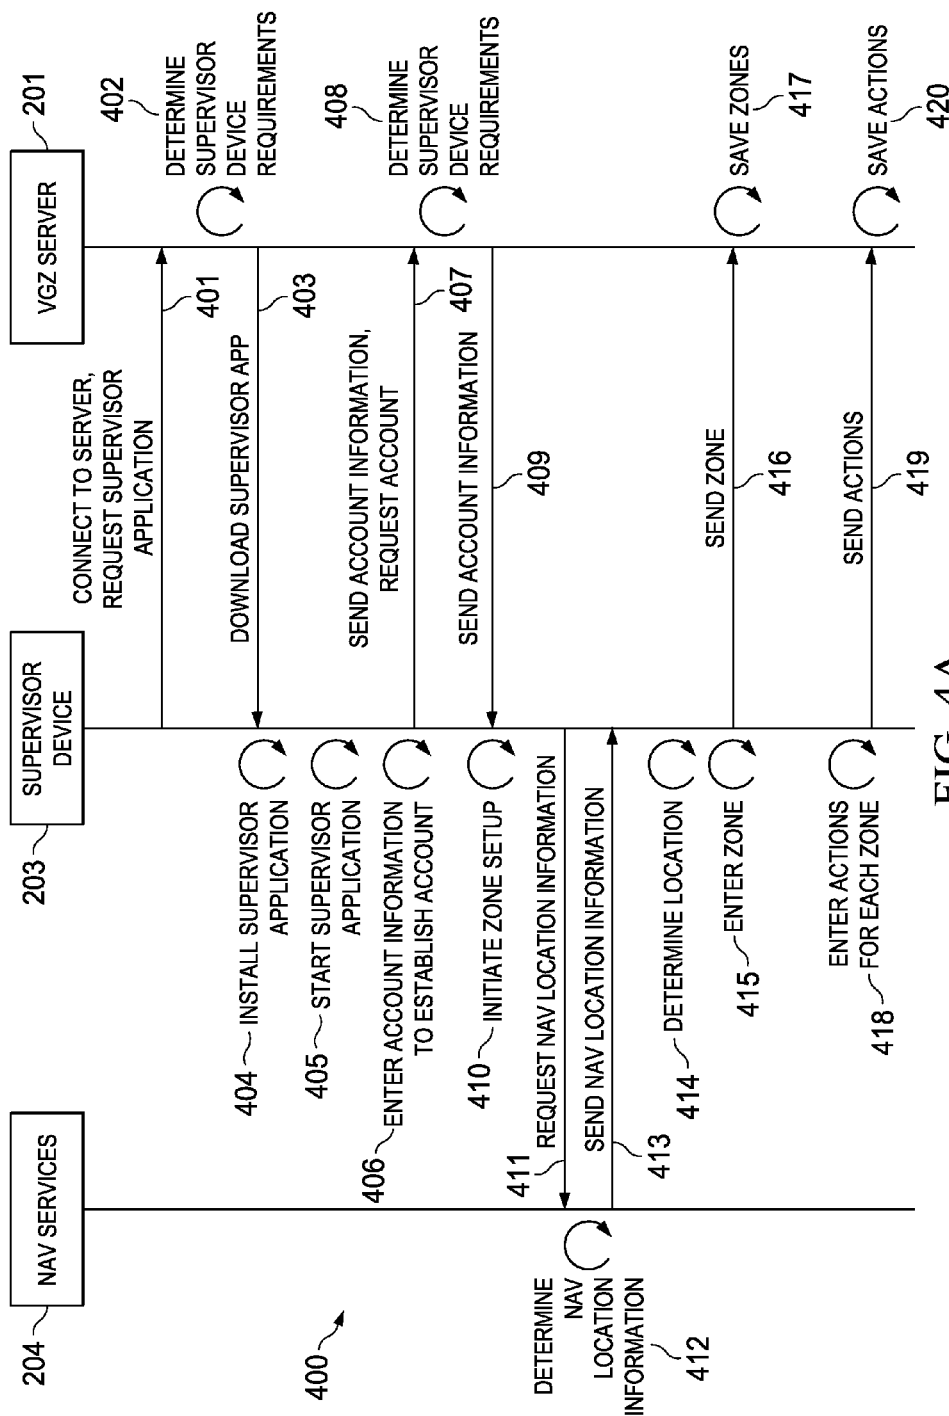 204
NAV SERVICES
203
SUPERVISOR
DEVICE
201
VGZ SERVER
400
CONNECT TO SERVER,
REQUEST SUPERVISOR
APPLICATION
401
402
DETERMINE
SUPERVISOR
DEVICE
REQUIREMENTS
DOWNLOAD SUPERVISOR APP
403
404
INSTALL SUPERVISOR
APPLICATION
405
START SUPERVISOR
APPLICATION
406
ENTER ACCOUNT INFORMATION
TO ESTABLISH ACCOUNT
SEND ACCOUNT INFORMATION,
REQUEST ACCOUNT
407
408
DETERMINE
SUPERVISOR
DEVICE
REQUIREMENTS
SEND ACCOUNT INFORMATION
409
410
INITIATE ZONE SETUP
REQUEST NAV LOCATION INFORMATION
411
DETERMINE
NAV
LOCATION
INFORMATION
412
SEND NAV LOCATION INFORMATION
413
DETERMINE LOCATION
414
ENTER ZONE
415
SEND ZONE
416
SAVE ZONES
417
ENTER ACTIONS
FOR EACH ZONE
418
SEND ACTIONS
419
SAVE ACTIONS
420
FIG. 4A